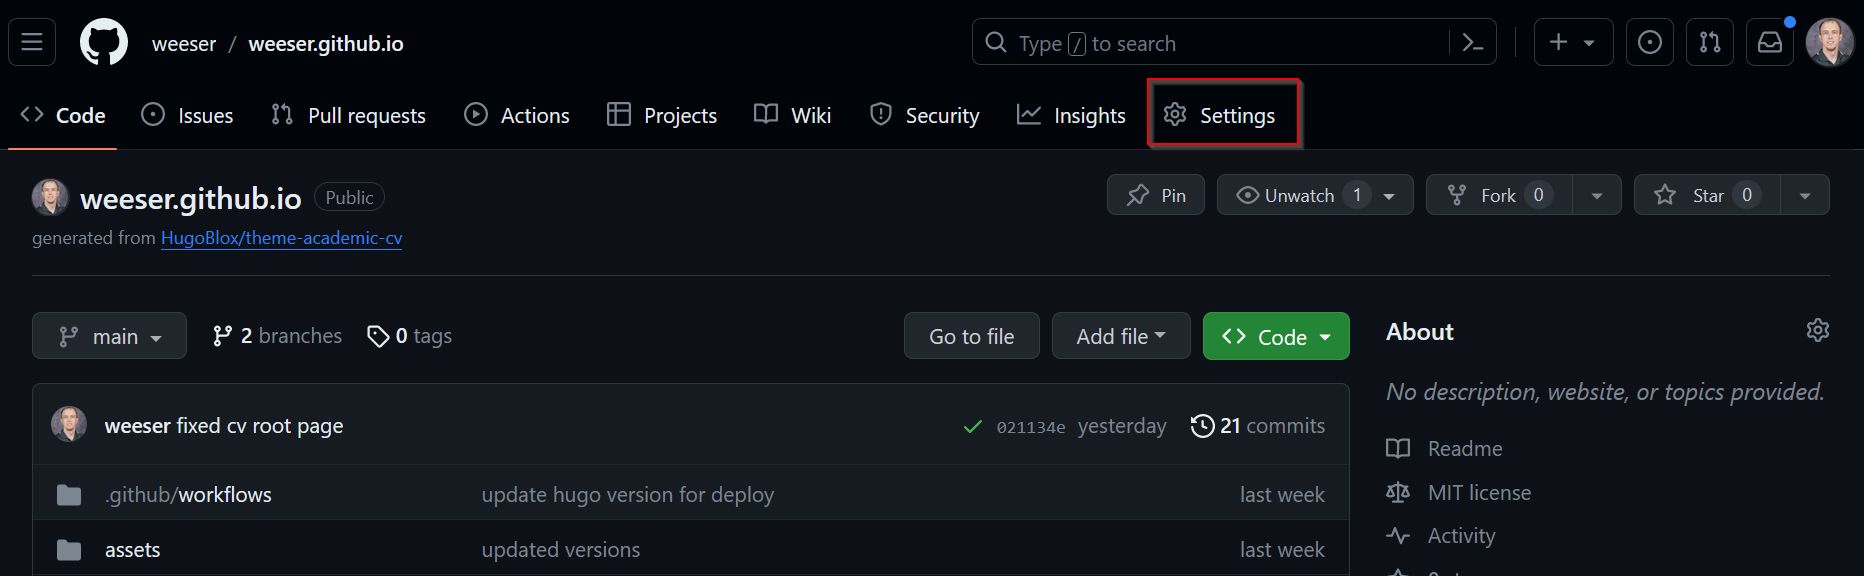 weeser / weeser.github.io
Type / to search
Code Issues Pull requests Actions Projects Wiki Security Insights Settings
weeser.github.io Public
Pin Unwatch 1 Fork 0 Star 0
generated from HugoBlox/theme-academic-cv
main 2 branches 0 tags
Go to file Add file Code
About
No description, website, or topics provided.
weeser fixed cv root page 021134e yesterday 21 commits
Readme
.github/workflows update hugo version for deploy last week
MIT license
Activity
assets updated versions last week